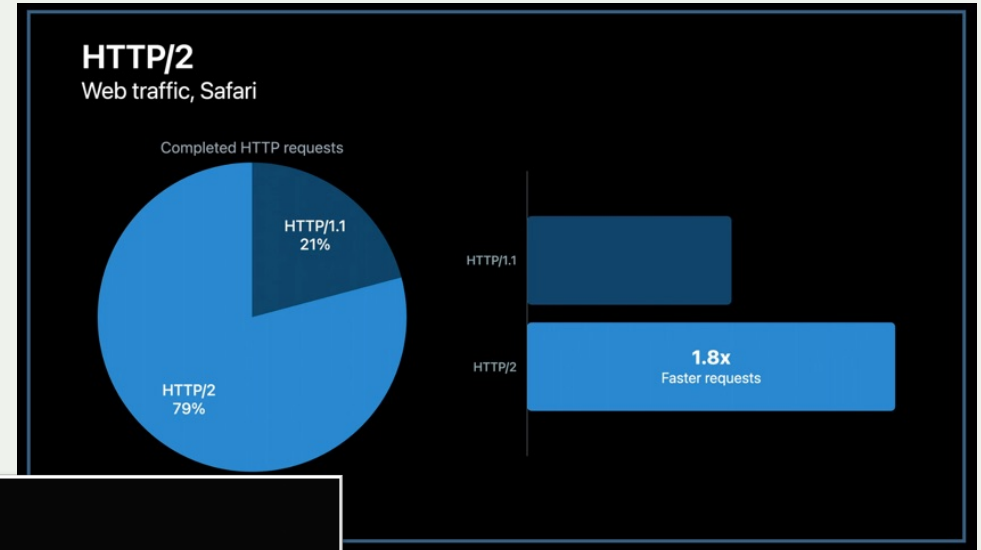 HTTP/2
Web traffic, Safari
Completed HTTP requests
HTTP/1.1
21%
HTTP/2
79%
HTTP/1.1
HTTP/2
1.8x
Faster requests